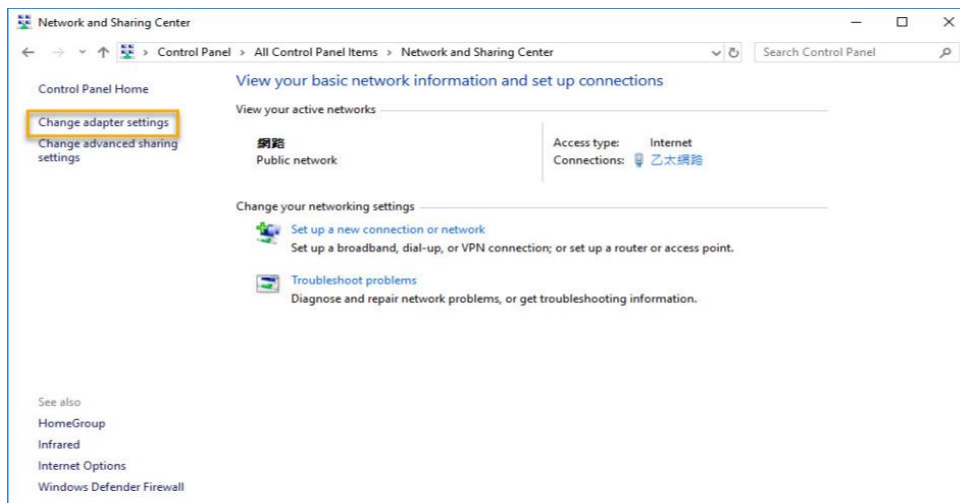 Network and Sharing Center
Control Panel > All Control Panel Items > Network and Sharing Center
Search Control Panel
Control Panel Home
Change adapter settings
Change advanced sharing
settings
View your basic network information and set up connections
View your active networks
網路
Public network
Access type: Internet
Connections: 乙太網路
Change your networking settings
Set up a new connection or network
Set up a broadband, dial-up, or VPN connection; or set up a router or access point.
Troubleshoot problems
Diagnose and repair network problems, or get troubleshooting information.
See also
HomeGroup
Infrared
Internet Options
Windows Defender Firewall